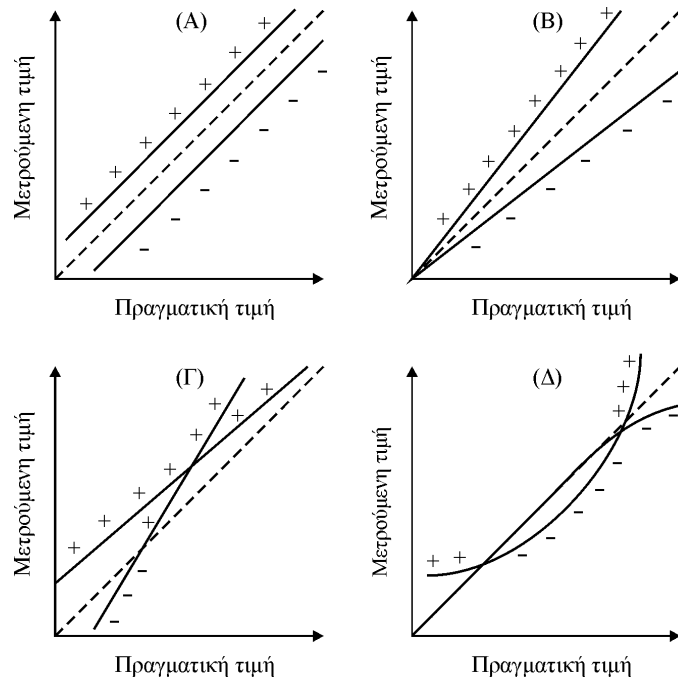 (Α)
Μετρούμενη τιμή
+ + + + + + +
− − − − − − −
Πραγματική τιμή
(Β)
Μετρούμενη τιμή
+ + + + + + + +
− − − − − −
Πραγματική τιμή
(Γ)
Μετρούμενη τιμή
+ + + + + + + + +
− − −
Πραγματική τιμή
(Δ)
Μετρούμενη τιμή
+ + + + +
− − − − − − −
Πραγματική τιμή